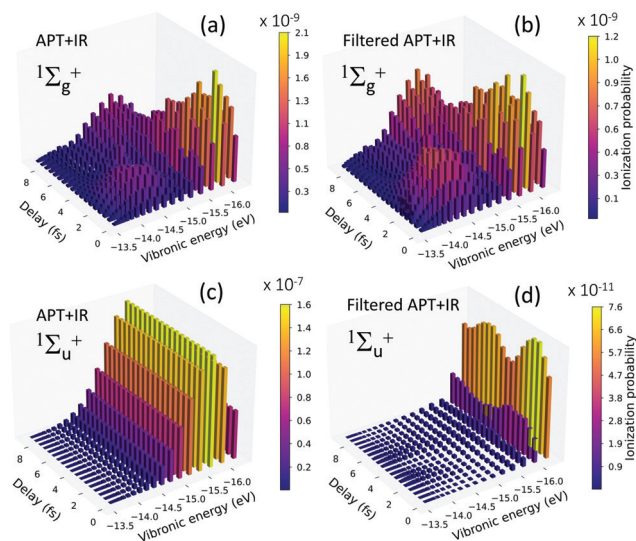 (a)
APT+IR
¹Σg⁺
x 10⁻⁹
2.1
1.8
1.5
1.2
0.9
0.6
0.3
8
6
4
2
0
Delay (fs)
−13.5
−14.0
−14.5
−15.0
−15.5
−16.0
Vibronic energy (eV)
(b)
Filtered APT+IR
¹Σg⁺
x 10⁻⁹
1.2
1.0
0.9
0.7
0.6
0.4
0.3
0.1
Ionization probability
8
6
4
2
0
Delay (fs)
−13.5
−14.0
−14.5
−15.0
−15.5
−16.0
Vibronic energy (eV)
(c)
APT+IR
¹Σu⁺
x 10⁻⁷
1.6
1.4
1.2
1.0
0.8
0.6
0.4
0.2
8
6
4
2
0
Delay (fs)
−13.5
−14.0
−14.5
−15.0
−15.5
−16.0
Vibronic energy (eV)
(d)
Filtered APT+IR
¹Σu⁺
x 10⁻¹¹
7.6
6.7
5.7
4.8
3.8
2.9
1.9
0.9
Ionization probability
8
6
4
2
0
Delay (fs)
−13.5
−14.0
−14.5
−15.0
−15.5
−16.0
Vibronic energy (eV)